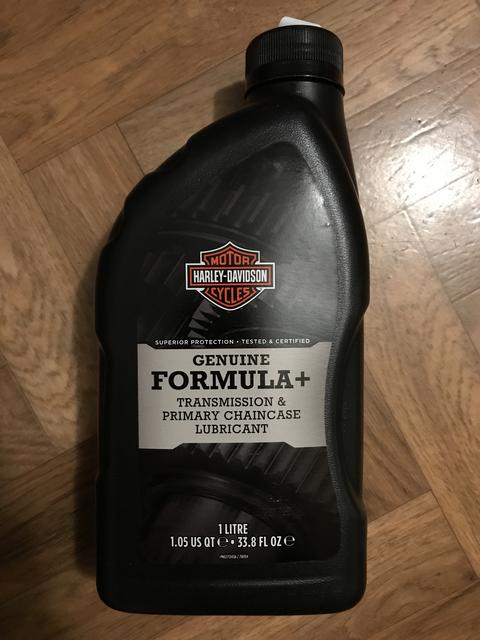 MOTOR
HARLEY-DAVIDSON
CYCLES
SUPERIOR PROTECTION • TESTED & CERTIFIED
GENUINE
FORMULA+
TRANSMISSION &
PRIMARY CHAINCASE
LUBRICANT
1 LITRE
1.05 US QT ℮ • 33.8 FL OZ ℮